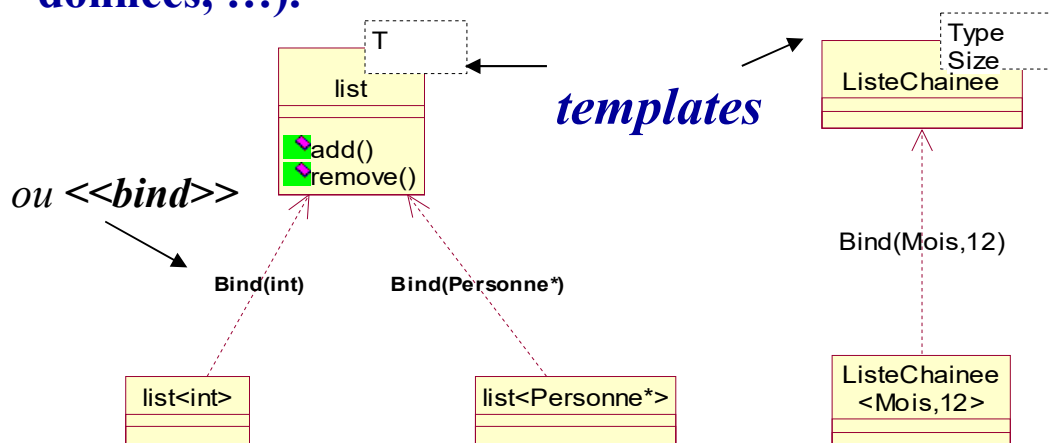 données, …).
T
list
add()
remove()
templates
Type
Size
ListeChainee
ou <<bind>>
Bind(int)
Bind(Personne*)
Bind(Mois,12)
list<int>
list<Personne*>
ListeChainee
<Mois,12>